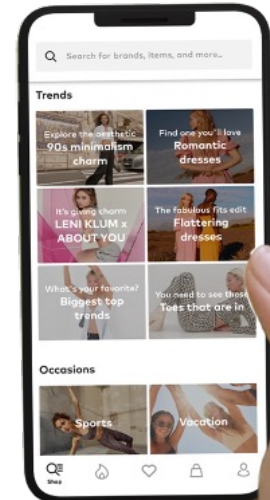 Search for brands, items, and more..
Trends
Explore the aesthetic
90s minimalism
charm
Find one you'll love
Romantic
dresses
It's giving charm
LENI KLUM x
ABOUT YOU
The fabulous fits edit
Flattering
dresses
What's your favorite?
Biggest top
trends
You need to see these
Toes that are in
Occasions
Sports
Vacation
Shop